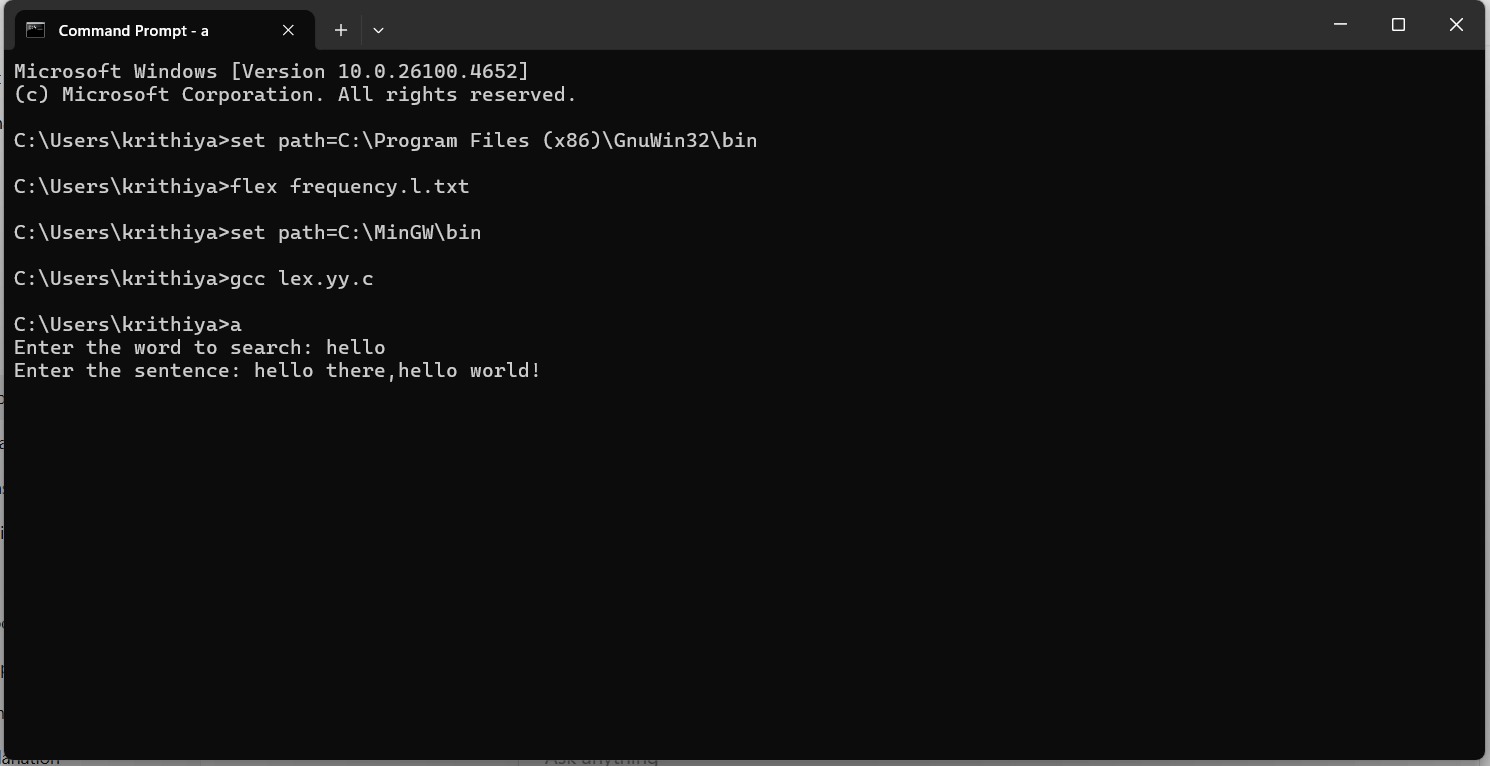 Command Prompt - a
Microsoft Windows [Version 10.0.26100.4652]
(c) Microsoft Corporation. All rights reserved.
C:\Users\krithiya>set path=C:\Program Files (x86)\GnuWin32\bin
C:\Users\krithiya>flex frequency.l.txt
C:\Users\krithiya>set path=C:\MinGW\bin
C:\Users\krithiya>gcc lex.yy.c
C:\Users\krithiya>a
Enter the word to search: hello
Enter the sentence: hello there,hello world!
Ask anything